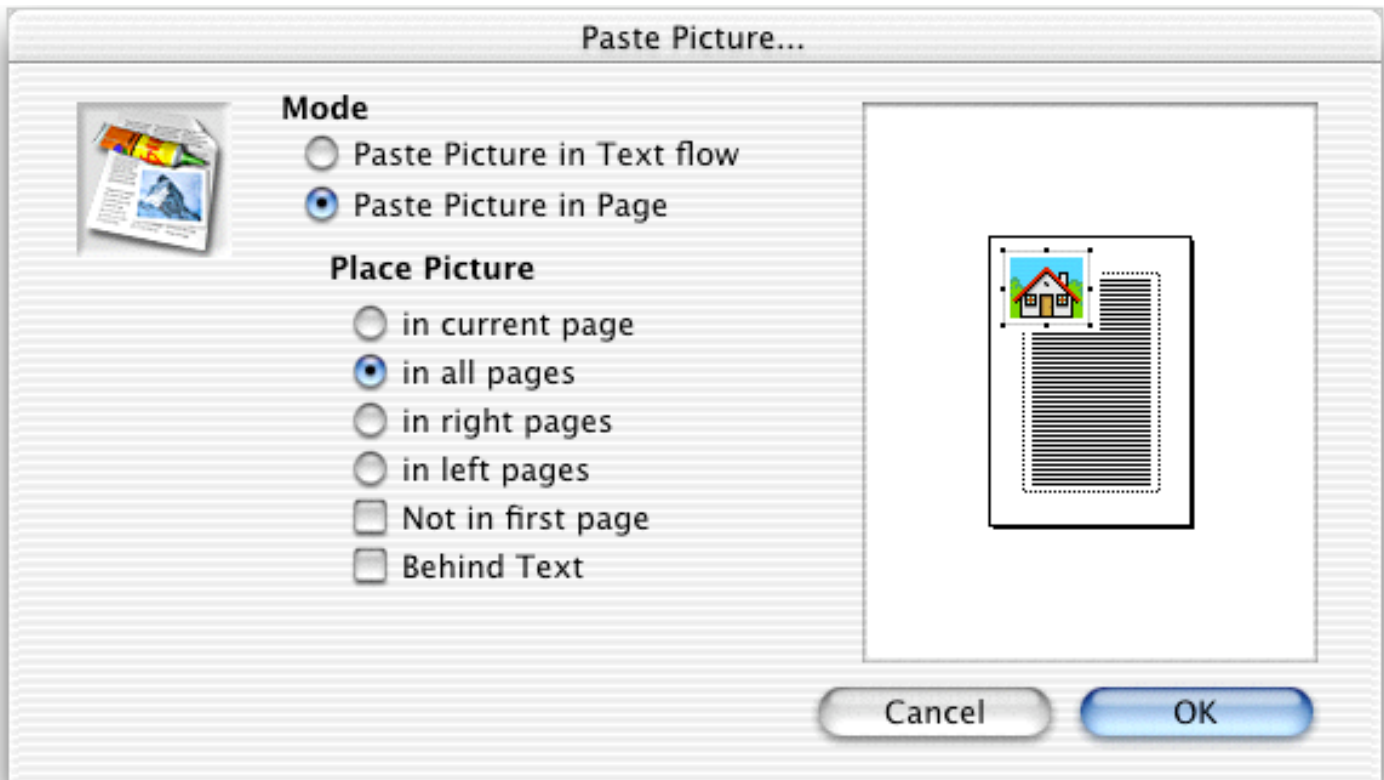 Paste Picture...
Mode
Paste Picture in Text flow
Paste Picture in Page
Place Picture
in current page
in all pages
in right pages
in left pages
Not in first page
Behind Text
Cancel
OK